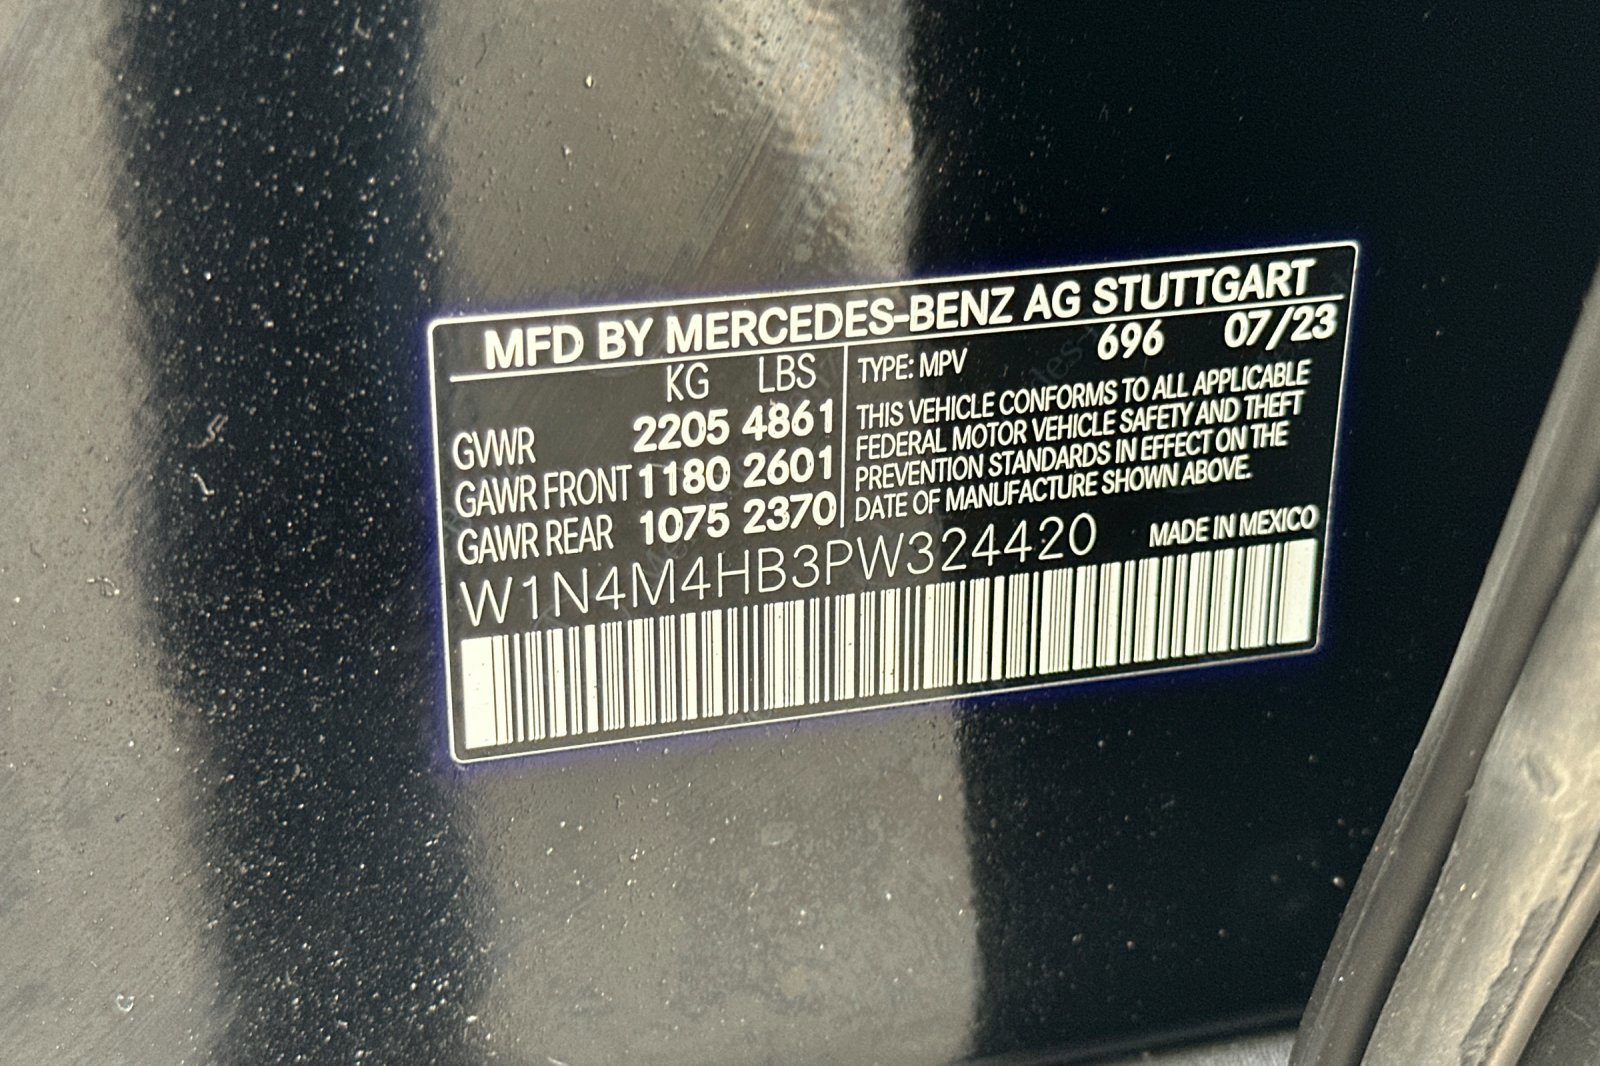 MFD BY MERCEDES-BENZ AG STUTTGART
KG LBS
GVWR 2205 4861
GAWR FRONT 1180 2601
GAWR REAR 1075 2370
TYPE: MPV 696 07/23
THIS VEHICLE CONFORMS TO ALL APPLICABLE
FEDERAL MOTOR VEHICLE SAFETY AND THEFT
PREVENTION STANDARDS IN EFFECT ON THE
DATE OF MANUFACTURE SHOWN ABOVE.
W1N4M4HB3PW324420 MADE IN MEXICO